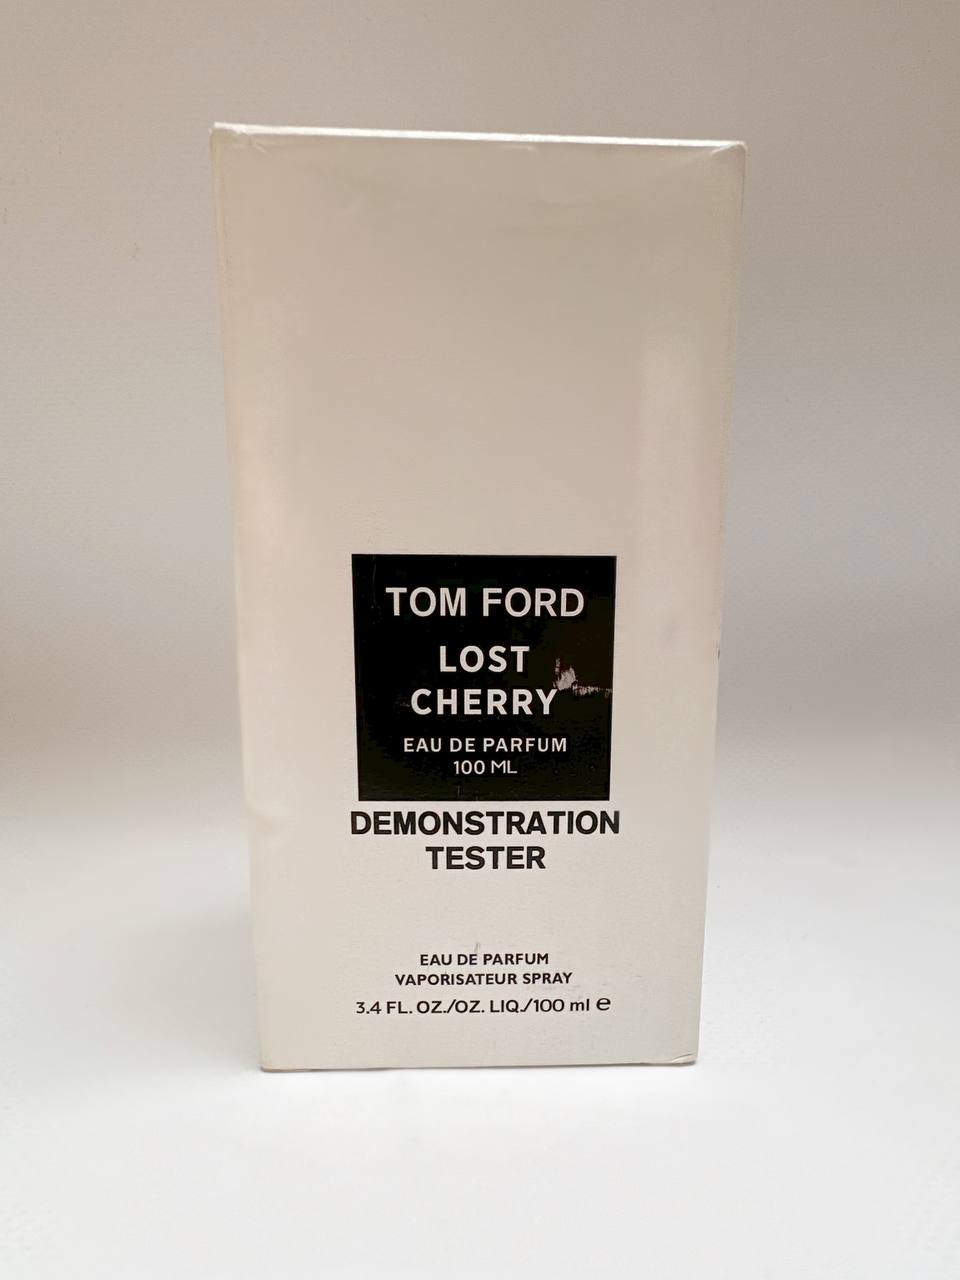 TOM FORD
LOST
CHERRY
EAU DE PARFUM
100 ML
DEMONSTRATION
TESTER
EAU DE PARFUM
VAPORISATEUR SPRAY
3.4 FL. OZ./OZ. LIQ./100 ml ℮